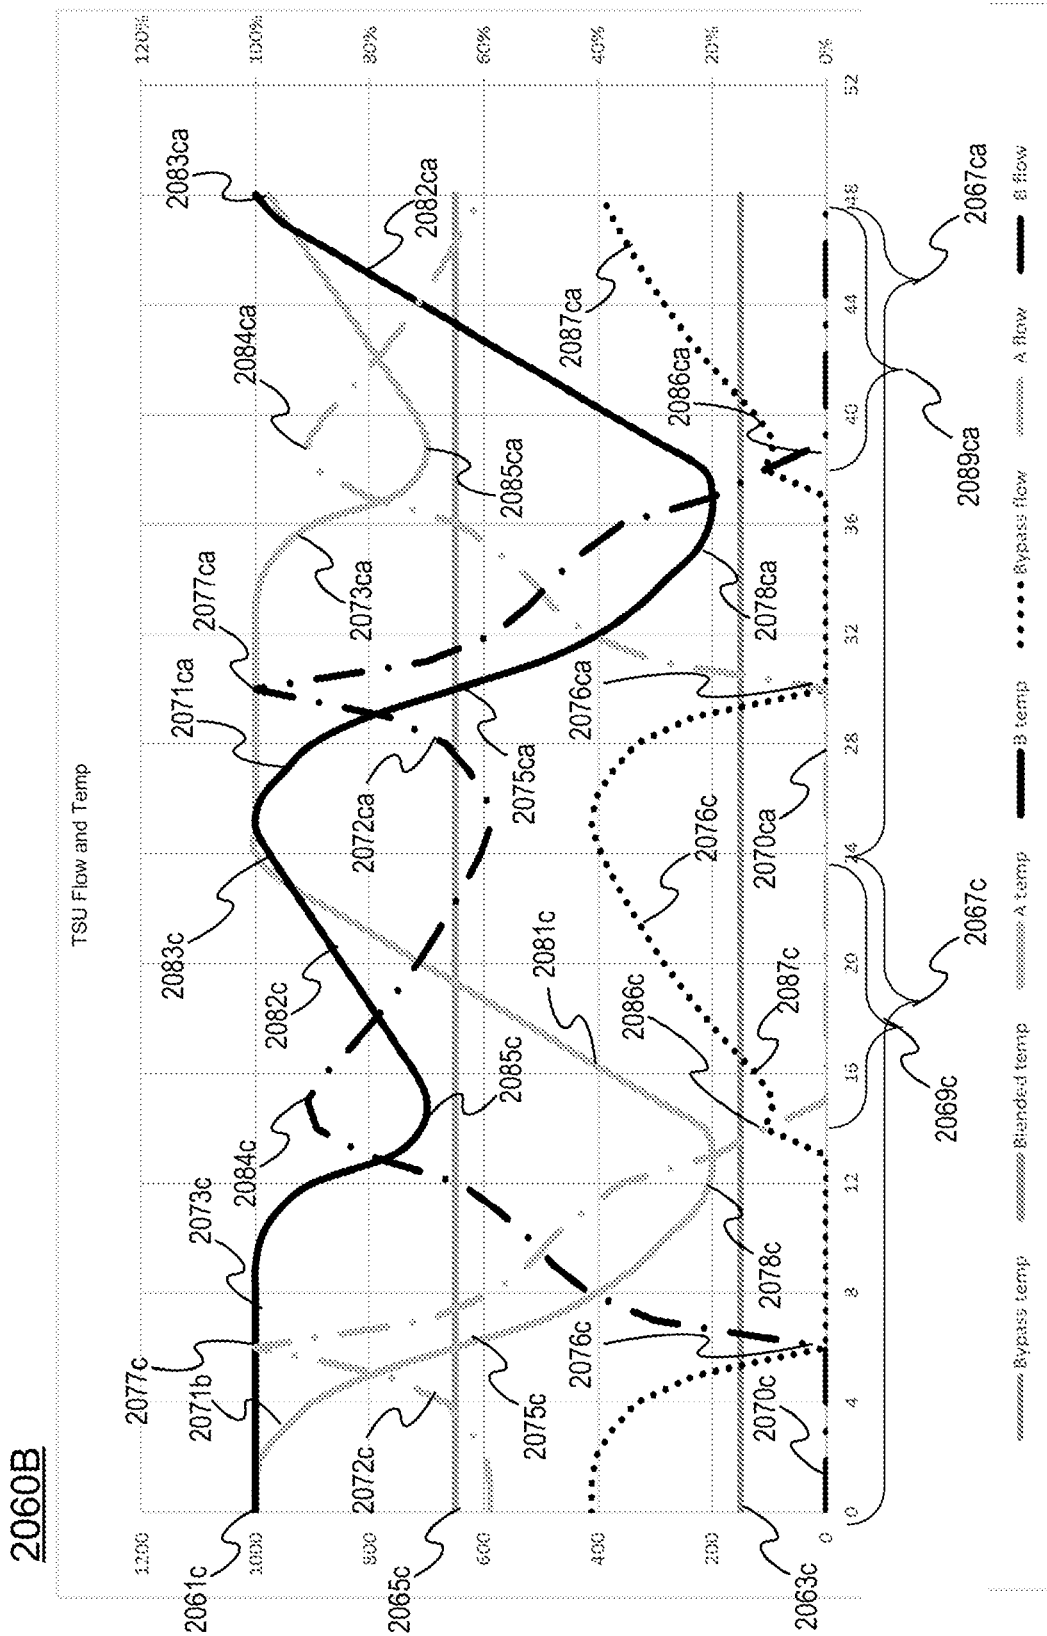 2060B
TSU Flow and Temp
1200
1000
800
600
400
200
0
120%
100%
80%
60%
40%
20%
0%
0
4
8
12
16
20
24
28
32
36
40
44
48
52
2061c
2065c
2063c
2077c
2071b
2072c
2075c
2076c
2070c
2073c
2084c
2078c
2085c
2082c
2083c
2081c
2086c
2087c
2076c
2069c
2067c
2071ca
2077ca
2072ca
2075ca
2076ca
2070ca
2073ca
2078ca
2084ca
2085ca
2086ca
2087ca
2083ca
2082ca
2089ca
2067ca
Bypass temp
Blended temp
A temp
B temp
Bypass flow
A flow
B flow